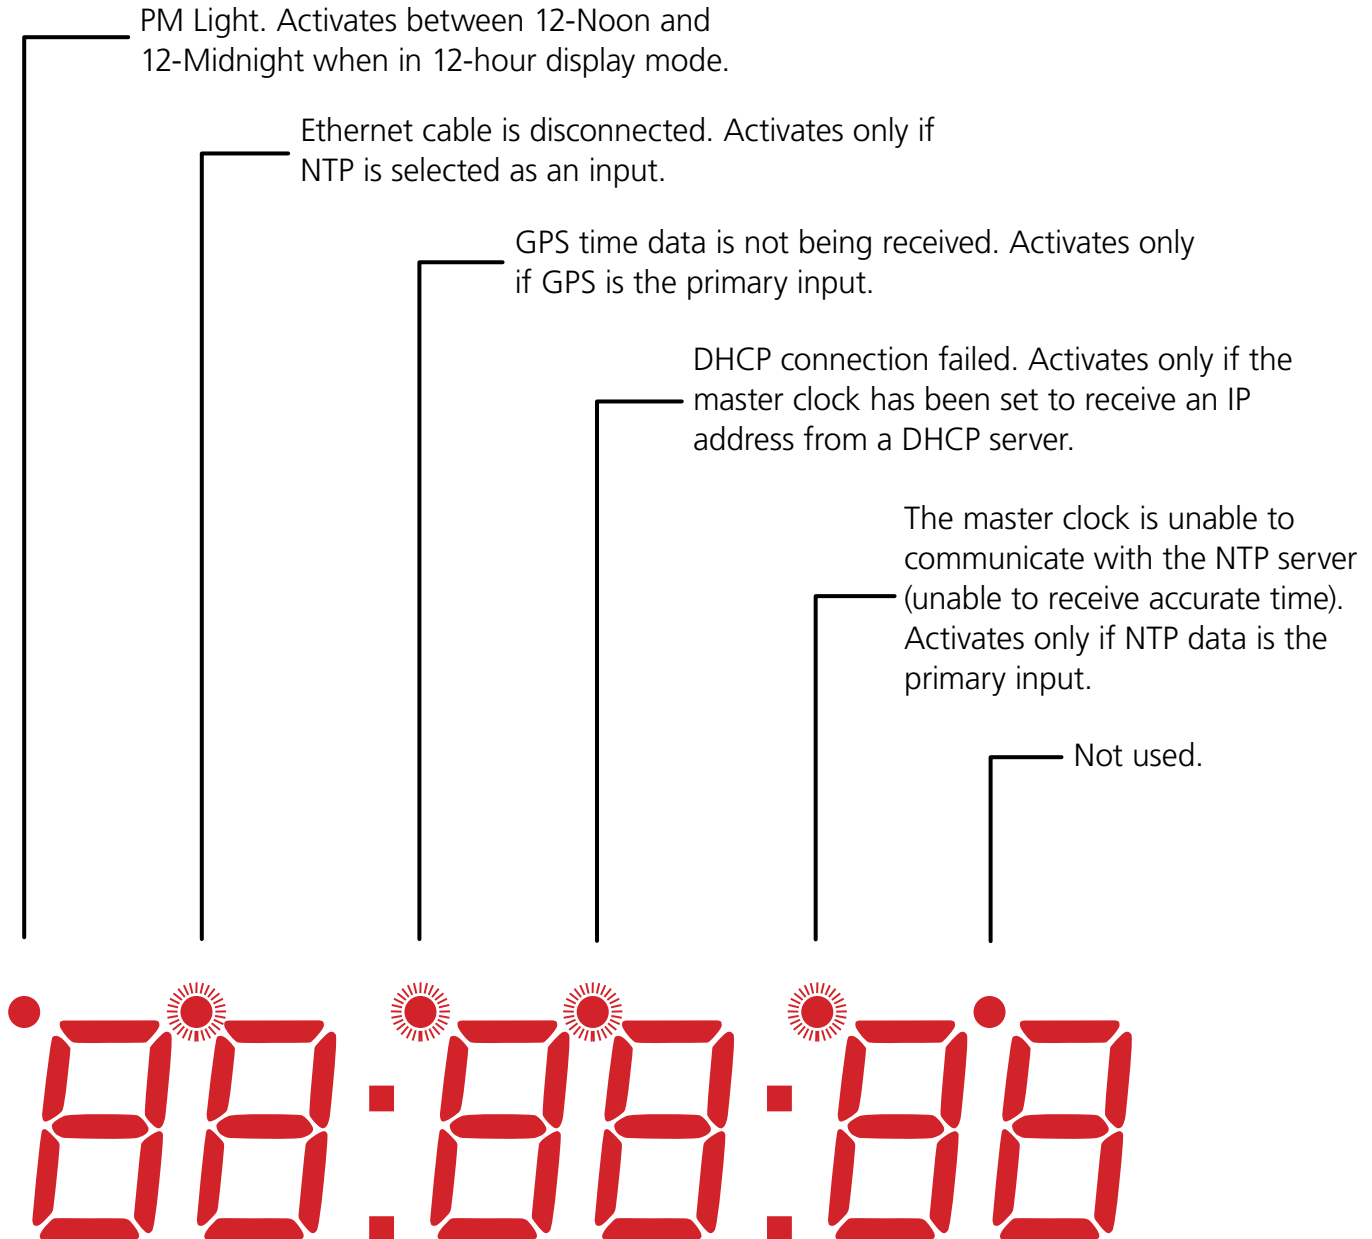 PM Light. Activates between 12-Noon and
12-Midnight when in 12-hour display mode.
Ethernet cable is disconnected. Activates only if
NTP is selected as an input.
GPS time data is not being received. Activates only
if GPS is the primary input.
DHCP connection failed. Activates only if the
master clock has been set to receive an IP
address from a DHCP server.
The master clock is unable to
communicate with the NTP server
(unable to receive accurate time).
Activates only if NTP data is the
primary input.
Not used.
88:88:88